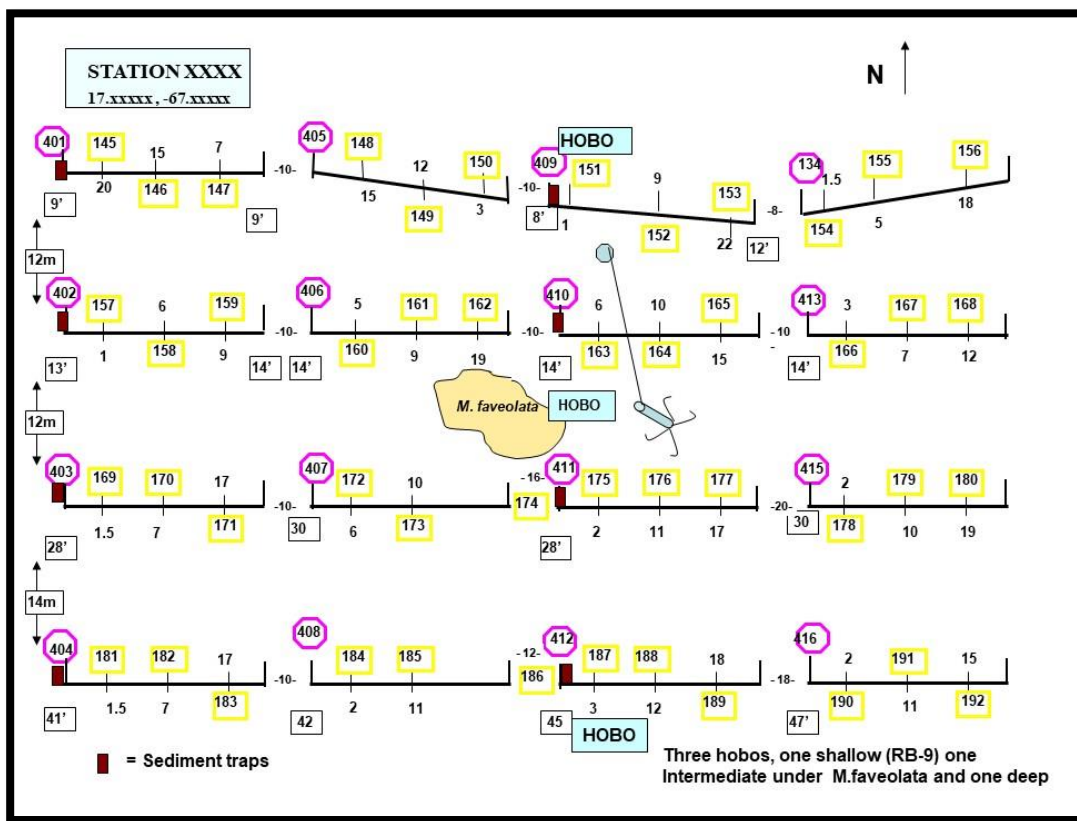 STATION XXXX
17.xxxxx , -67.xxxxx
N
HOBO
401 145 15 7 405 148 12 150 409 151 9 153 134 1.5 155 156
-10- -10- -8-
20 146 147 15 149 3 1 152 22 154 5 18
9' 9' 8' 12'
12m
402 157 6 159 406 5 161 162 410 6 10 165 413 3 167 168
-10- -10- -10 -
1 158 9 160 9 19 163 164 15 166 7 12
13' 14' 14' 14' 14'
M. faveolata HOBO
12m
403 169 170 17 407 172 10 -16- 411 175 176 177 415 2 179 180
-10- 174 -20-
1.5 7 171 6 173 2 11 17 178 10 19
28' 30 28' 30
14m
404 181 182 17 408 184 185 -12- 412 187 188 18 416 2 191 15
-10- 186 -18-
1.5 7 183 2 11 3 12 189 190 11 192
41' 42 45 47'
HOBO
= Sediment traps
Three hobos, one shallow (RB-9) one
Intermediate under M.faveolata and one deep